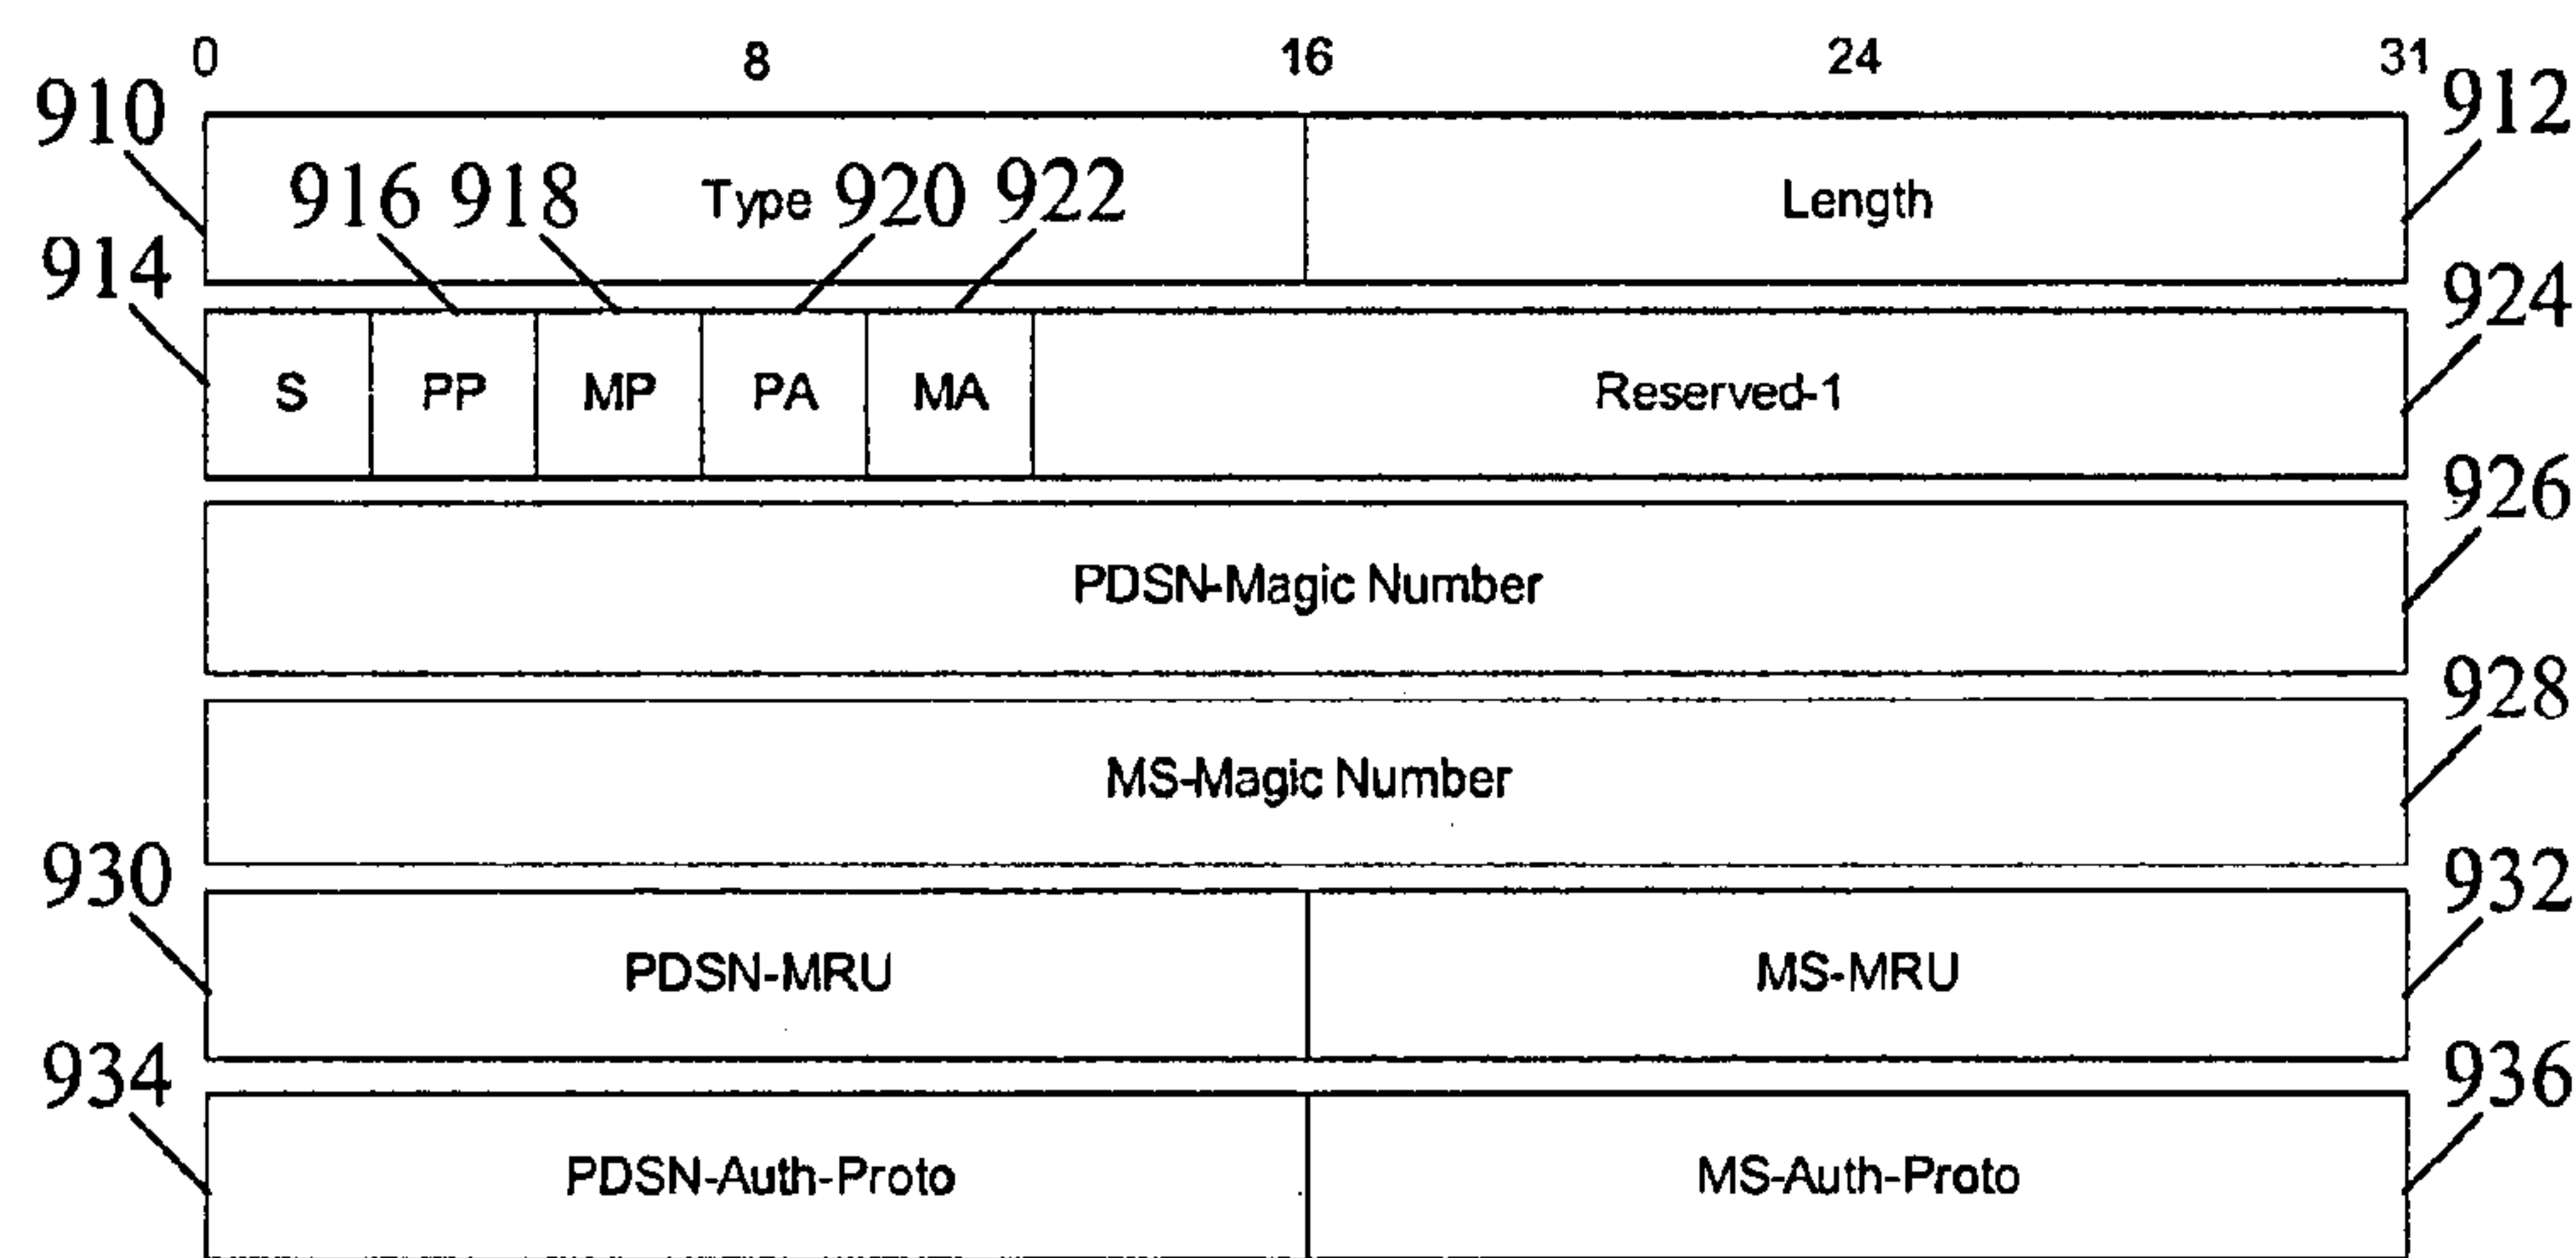 0 8 16 24 31
910 912
916 918 Type 920 922 Length
914 924
S PP MP PA MA Reserved-1
926
PDSN-Magic Number
928
MS-Magic Number
930 932
PDSN-MRU MS-MRU
934 936
PDSN-Auth-Proto MS-Auth-Proto